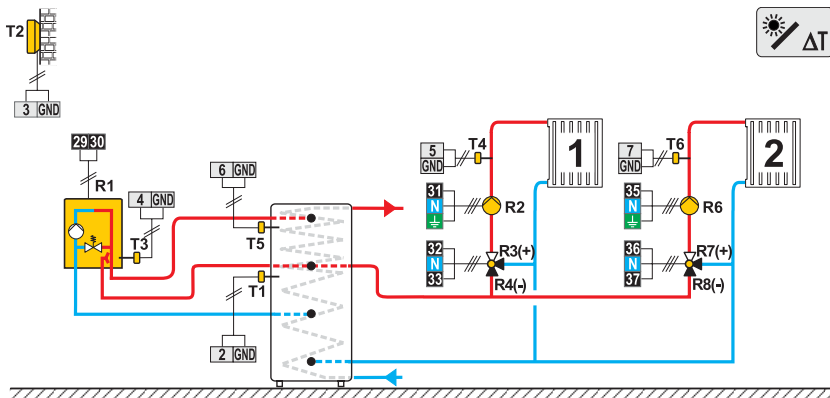 T2
ΔT
3 GND
29 30
R1
4 GND
T3
6 GND
T5
T1
2 GND
5
GND
T4
1
31
N
R2
32
N
33
R3(+)
R4(-)
7
GND
T6
2
35
N
R6
36
N
37
R7(+)
R8(-)